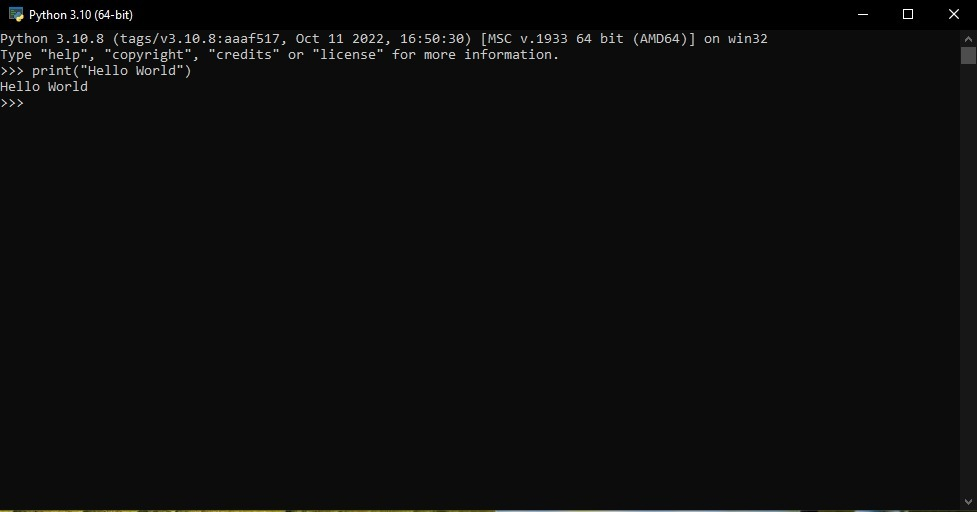 Python 3.10 (64-bit)
Python 3.10.8 (tags/v3.10.8:aaaf517, Oct 11 2022, 16:50:30) [MSC v.1933 64 bit (AMD64)] on win32
Type "help", "copyright", "credits" or "license" for more information.
>>> print("Hello World")
Hello World
>>>